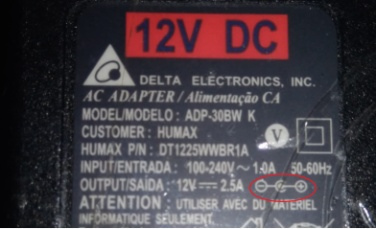 12V DC
DELTA ELECTRONICS, INC.
AC ADAPTER / Alimentação CA
MODEL/MODELO : ADP-30BW K
CUSTOMER : HUMAX
V
HUMAX P/N : DT1225WWBR1A
INPUT/ENTRADA : 100-240V ~ 1.0A 50-60Hz
OUTPUT/SAÍDA : 12V 2.5A
ATTENTION : UTILISER AVEC DU MATERIEL
INFORMATIQUE SEULEMENT.